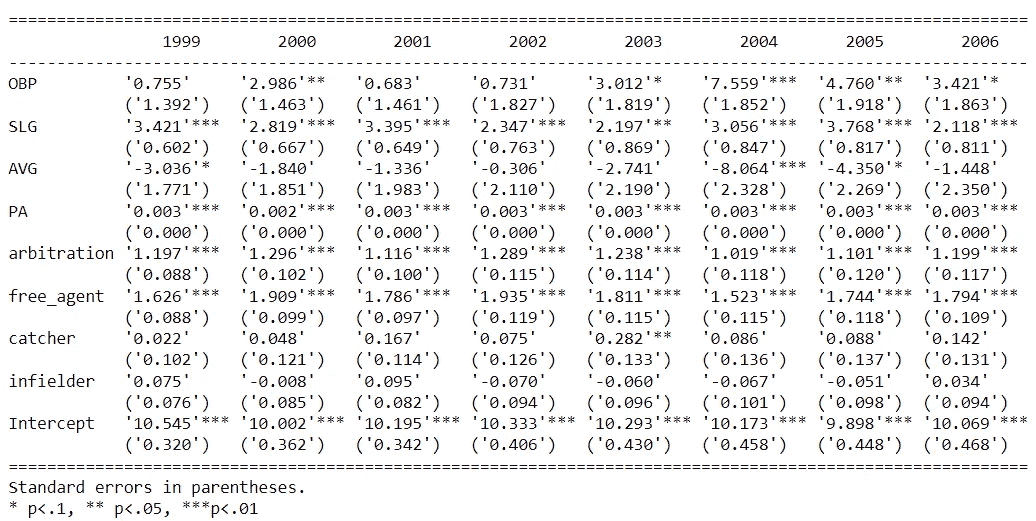 1999 2000 2001 2002 2003 2004 2005 2006
OBP '0.755' '2.986'** '0.683' '0.731' '3.012'* '7.559'*** '4.760'** '3.421'*
('1.392') ('1.463') ('1.461') ('1.827') ('1.819') ('1.852') ('1.918') ('1.863')
SLG '3.421'*** '2.819'*** '3.395'*** '2.347'*** '2.197'** '3.056'*** '3.768'*** '2.118'***
('0.602') ('0.667') ('0.649') ('0.763') ('0.869') ('0.847') ('0.817') ('0.811')
AVG '-3.036'* '-1.840' '-1.336' '-0.306' '-2.741' '-8.064'*** '-4.350'* '-1.448'
('1.771') ('1.851') ('1.983') ('2.110') ('2.190') ('2.328') ('2.269') ('2.350')
PA '0.003'*** '0.002'*** '0.003'*** '0.003'*** '0.003'*** '0.003'*** '0.003'*** '0.003'***
('0.000') ('0.000') ('0.000') ('0.000') ('0.000') ('0.000') ('0.000') ('0.000')
arbitration '1.197'*** '1.296'*** '1.116'*** '1.289'*** '1.238'*** '1.019'*** '1.101'*** '1.199'***
('0.088') ('0.102') ('0.100') ('0.115') ('0.114') ('0.118') ('0.120') ('0.117')
free_agent '1.626'*** '1.909'*** '1.786'*** '1.935'*** '1.811'*** '1.523'*** '1.744'*** '1.794'***
('0.088') ('0.099') ('0.097') ('0.119') ('0.115') ('0.115') ('0.118') ('0.109')
catcher '0.022' '0.048' '0.167' '0.075' '0.282'** '0.086' '0.088' '0.142'
('0.102') ('0.121') ('0.114') ('0.126') ('0.133') ('0.136') ('0.137') ('0.131')
infielder '0.075' '-0.008' '0.095' '-0.070' '-0.060' '-0.067' '-0.051' '0.034'
('0.076') ('0.085') ('0.082') ('0.094') ('0.096') ('0.101') ('0.098') ('0.094')
Intercept '10.545'*** '10.002'*** '10.195'*** '10.333'*** '10.293'*** '10.173'*** '9.898'*** '10.069'***
('0.320') ('0.362') ('0.342') ('0.406') ('0.430') ('0.458') ('0.448') ('0.468')
Standard errors in parentheses.
* p<.1, ** p<.05, ***p<.01